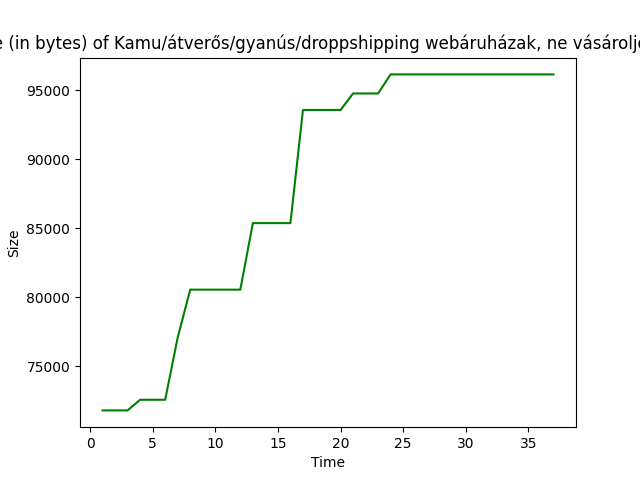 (in bytes) of Kamu/átverős/gyanús/droppshipping webáruházak, ne
95000
90000
85000
80000
75000
Size
0 5 10 15 20 25 30 35
Time